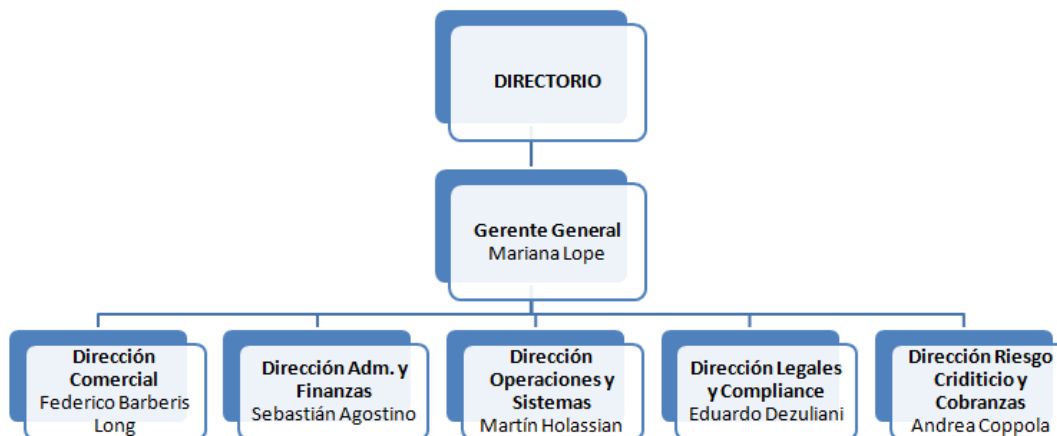 DIRECTORIO
Gerente General
Mariana Lope
Dirección
Comercial
Federico Barberis
Long
Dirección Adm. y
Finanzas
Sebastián Agostino
Dirección
Operaciones y
Sistemas
Martín Holassian
Dirección Legales
y Compliance
Eduardo Dezuliani
Dirección Riesgo
Criditicio y
Cobranzas
Andrea Coppola